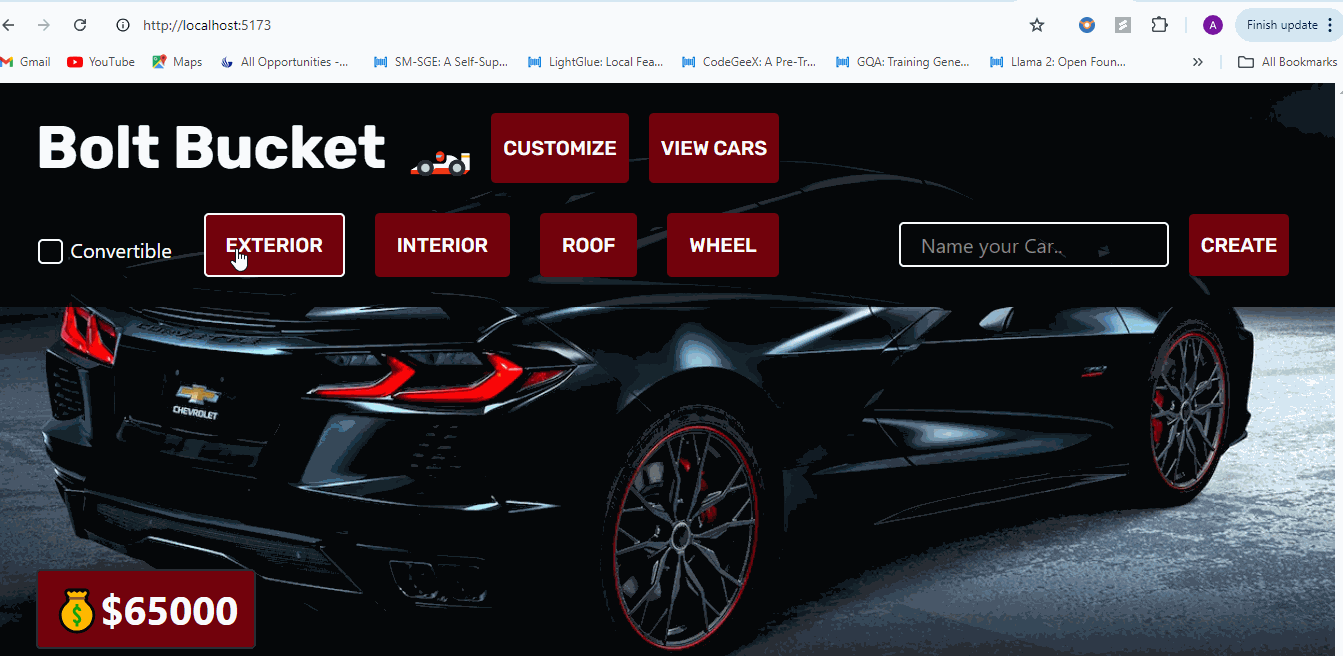 http://localhost:5173
A
Finish update
Gmail
YouTube
Maps
All Opportunities -...
SM-SGE: A Self-Sup...
LightGlue: Local Fea...
CodeGeeX: A Pre-Tr...
GQA: Training Gene...
Llama 2: Open Foun...
All Bookmarks
Bolt Bucket
CUSTOMIZE
VIEW CARS
Convertible
EXTERIOR
INTERIOR
ROOF
WHEEL
Name your Car..
CREATE
CORVETTE
CHEVROLET
$
$65000